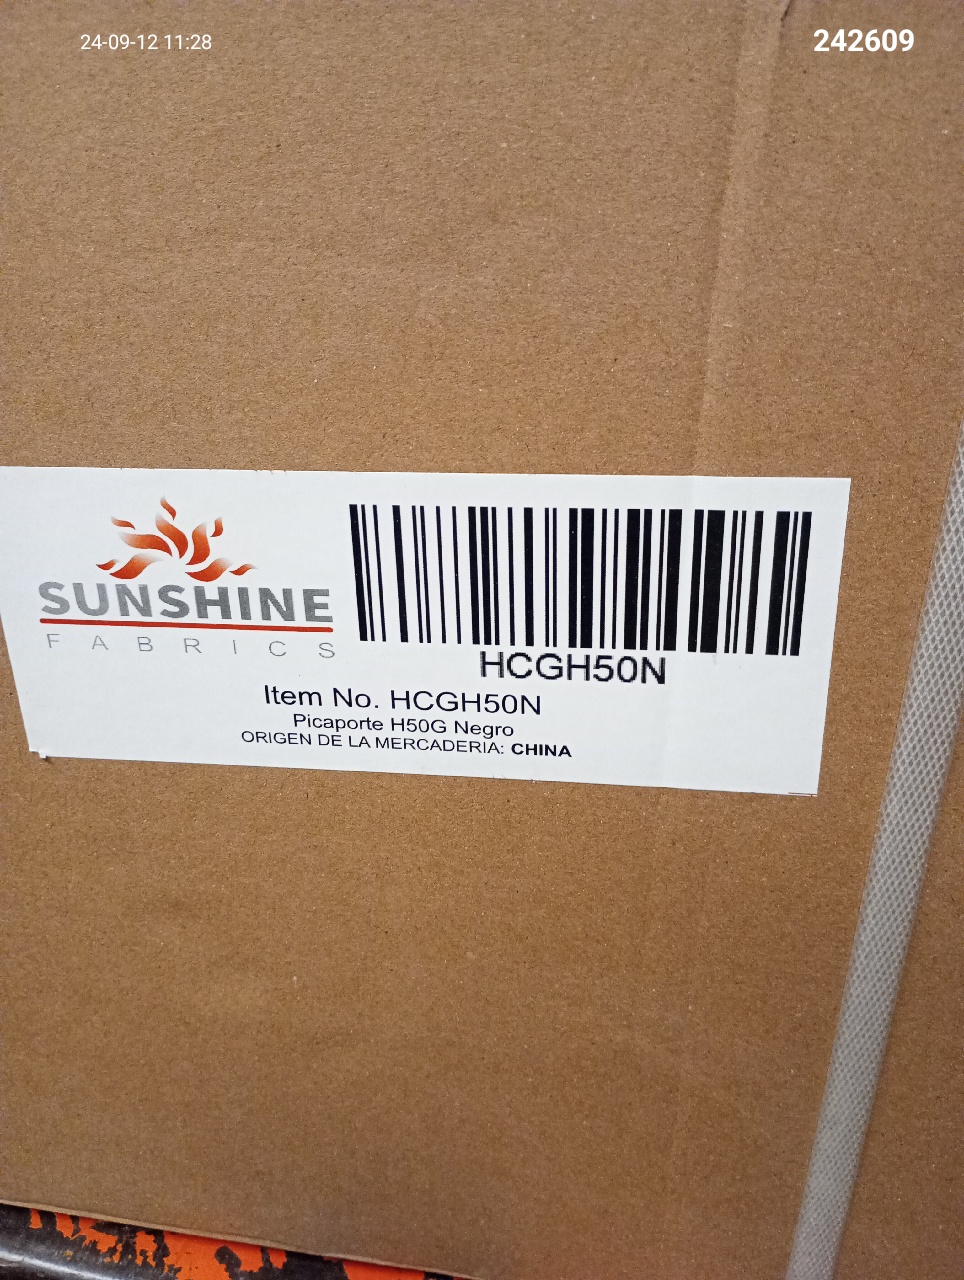 24-09-12 11:28
242609
SUNSHINE
FABRICS
HCGH50N
Item No. HCGH50N
Picaporte H50G Negro
ORIGEN DE LA MERCADERIA: CHINA